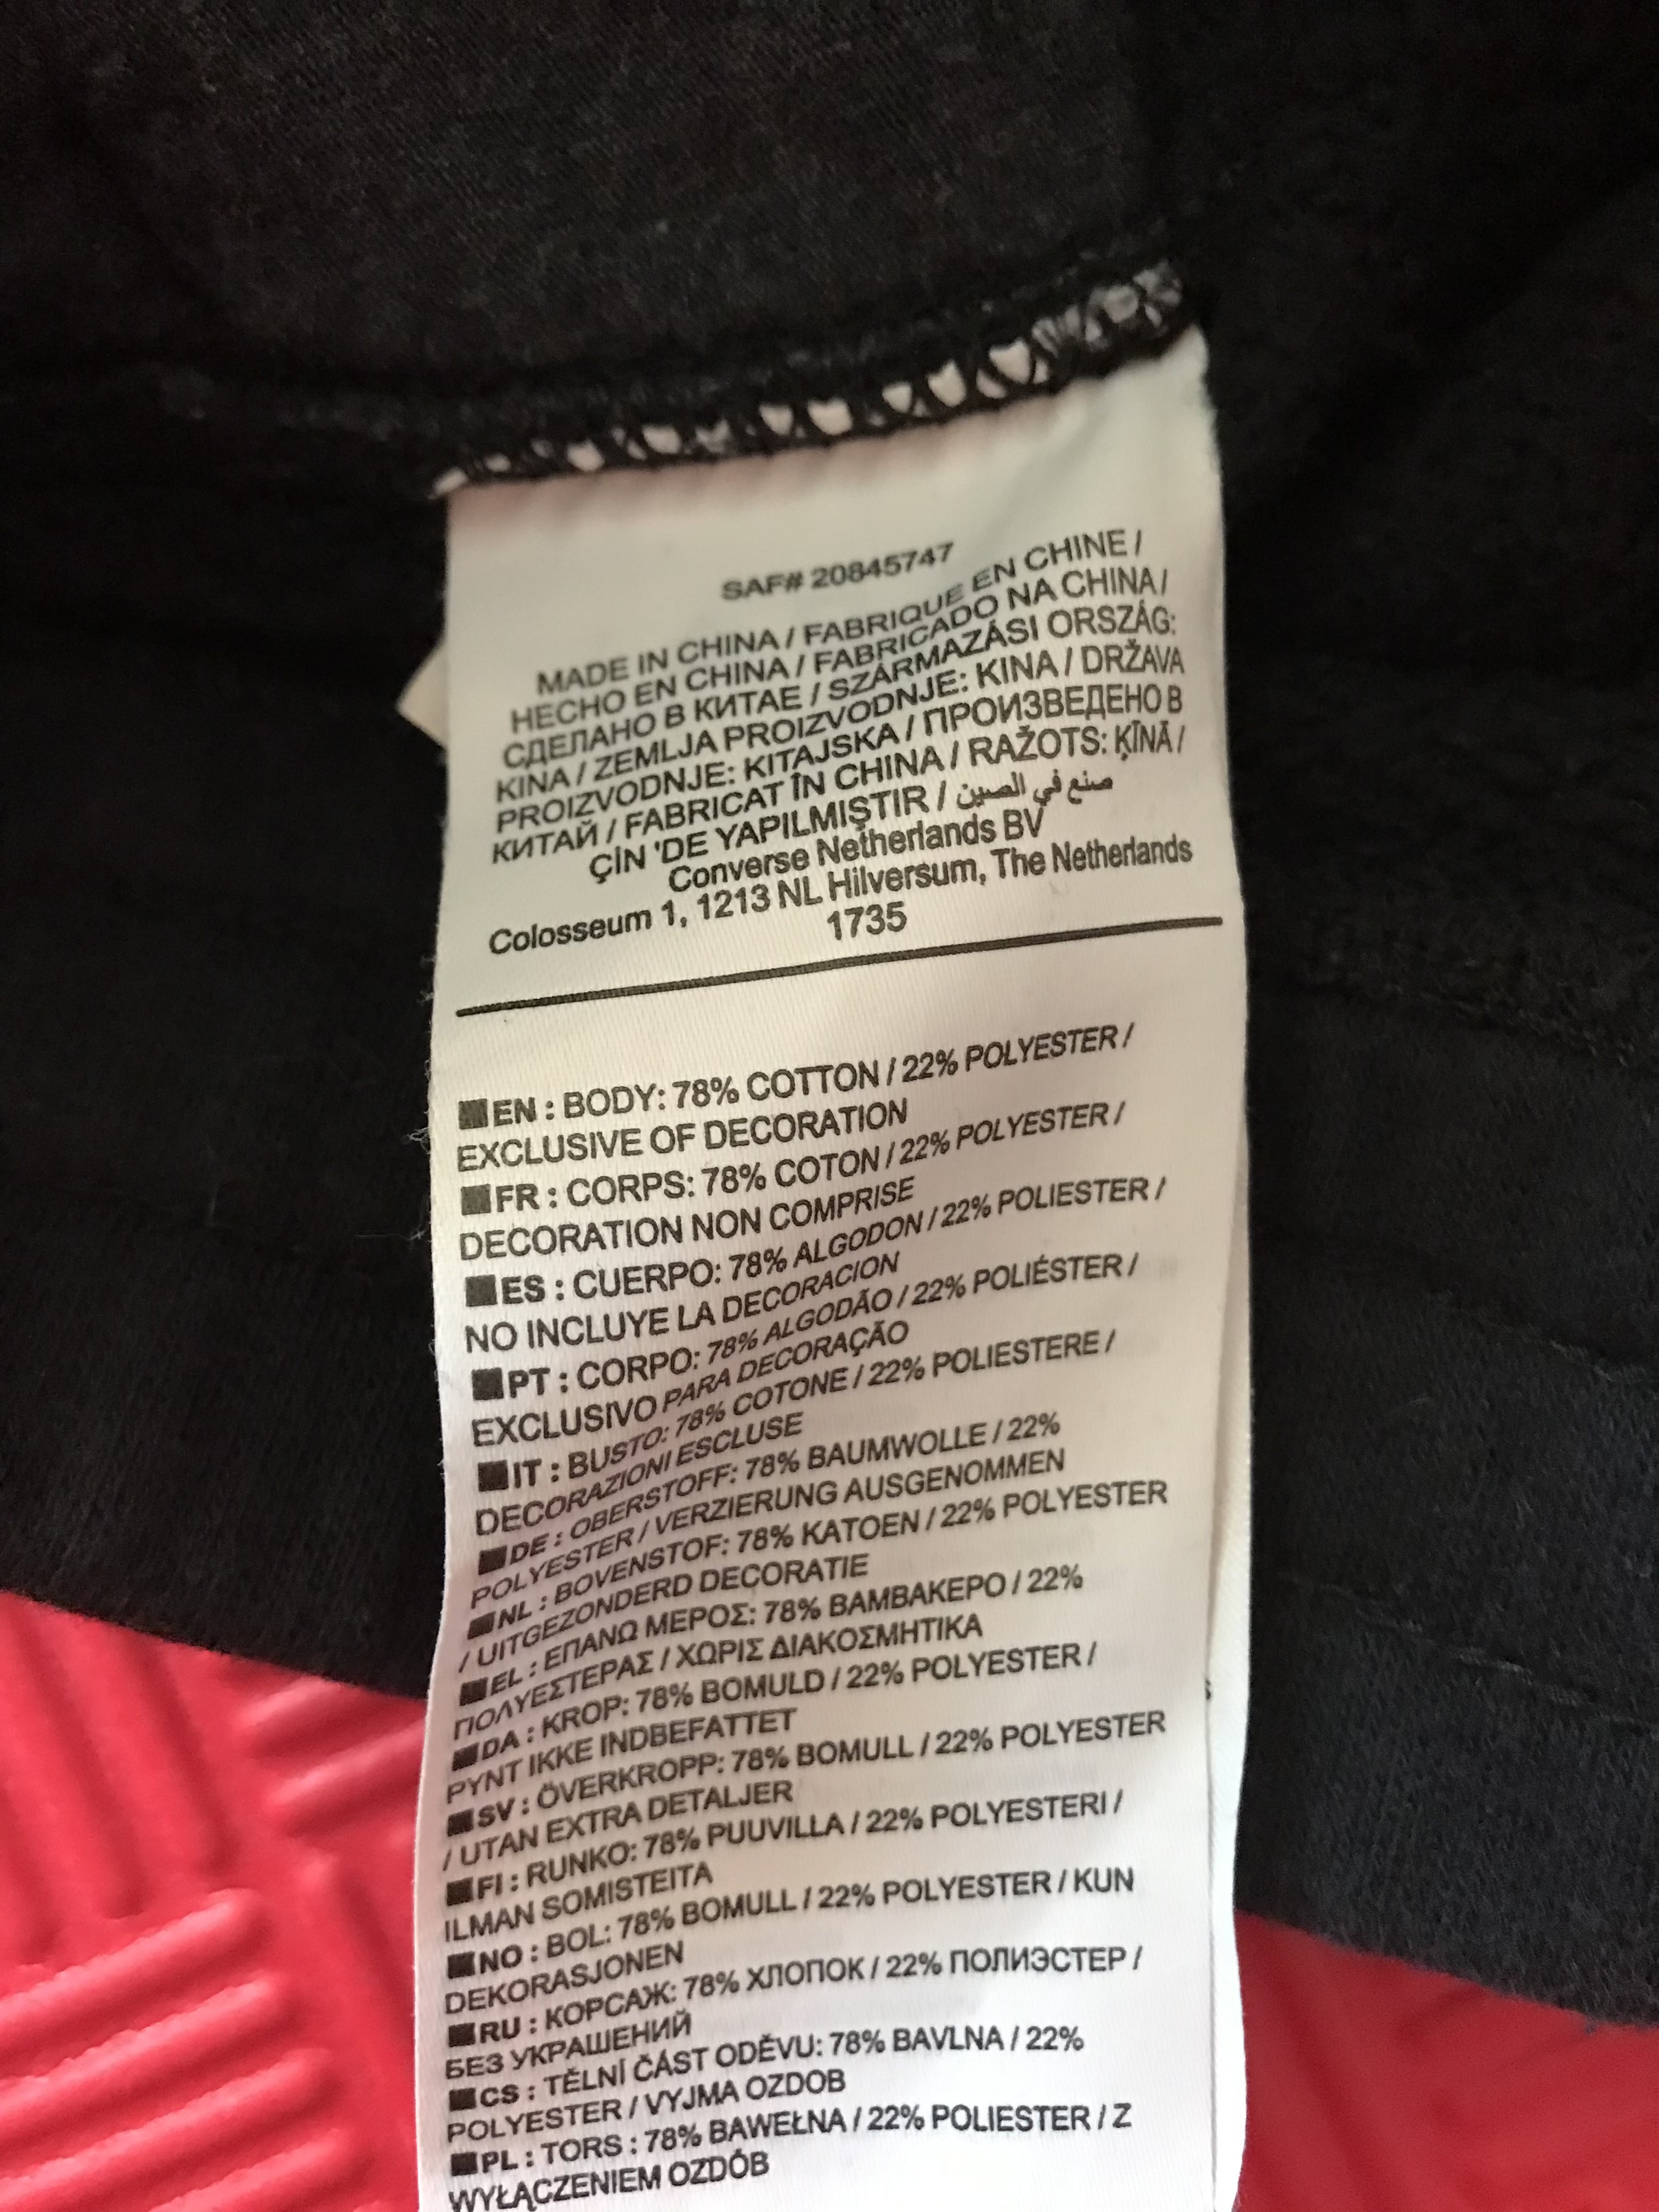 SAF# 20845747
MADE IN CHINA / FABRIQUE EN CHINE /
HECHO EN CHINA / FABRICADO NA CHINA /
СДЕЛАНО В КИТАЕ / SZÁRMAZÁSI ORSZÁG:
KINA / ZEMLJA PROIZVODNJE: KINA / DRŽAVA
PROIZVODNJE: KITAJSKA / ПРОИЗВЕДЕНО В
КИТАЙ / FABRICAT ÎN CHINA / RAŽOTS: ĶĪNĀ /
ÇİN 'DE YAPILMIŞTIR / صنع في الصين
Converse Netherlands BV
Colosseum 1, 1213 NL Hilversum, The Netherlands
1735
EN : BODY: 78% COTTON / 22% POLYESTER /
EXCLUSIVE OF DECORATION
FR : CORPS: 78% COTON / 22% POLYESTER /
DECORATION NON COMPRISE
ES : CUERPO: 78% ALGODON / 22% POLIESTER /
NO INCLUYE LA DECORACION
PT : CORPO: 78% ALGODÃO / 22% POLIÉSTER /
EXCLUSIVO PARA DECORAÇÃO
IT : BUSTO: 78% COTONE / 22% POLIESTERE /
DECORAZIONI ESCLUSE
DE : OBERSTOFF: 78% BAUMWOLLE / 22%
POLYESTER / VERZIERUNG AUSGENOMMEN
NL : BOVENSTOF: 78% KATOEN / 22% POLYESTER
/ UITGEZONDERD DECORATIE
EL : ΕΠΑΝΩ ΜΕΡΟΣ: 78% ΒΑΜΒΑΚΕΡΟ / 22%
ΠΟΛΥΕΣΤΕΡΑΣ / ΧΩΡΙΣ ΔΙΑΚΟΣΜΗΤΙΚΑ
DA : KROP: 78% BOMULD / 22% POLYESTER /
PYNT IKKE INDBEFATTET
SV : ÖVERKROPP: 78% BOMULL / 22% POLYESTER
/ UTAN EXTRA DETALJER
FI : RUNKO: 78% PUUVILLA / 22% POLYESTERI /
ILMAN SOMISTEITA
NO : BOL: 78% BOMULL / 22% POLYESTER / KUN
DEKORASJONEN
RU : КОРСАЖ: 78% ХЛОПОК / 22% ПОЛИЭСТЕР /
БЕЗ УКРАШЕНИЙ
CS : TĚLNÍ ČÁST ODĚVU: 78% BAVLNA / 22%
POLYESTER / VYJMA OZDOB
PL : TORS : 78% BAWEŁNA / 22% POLIESTER / Z
WYŁĄCZENIEM OZDÓB